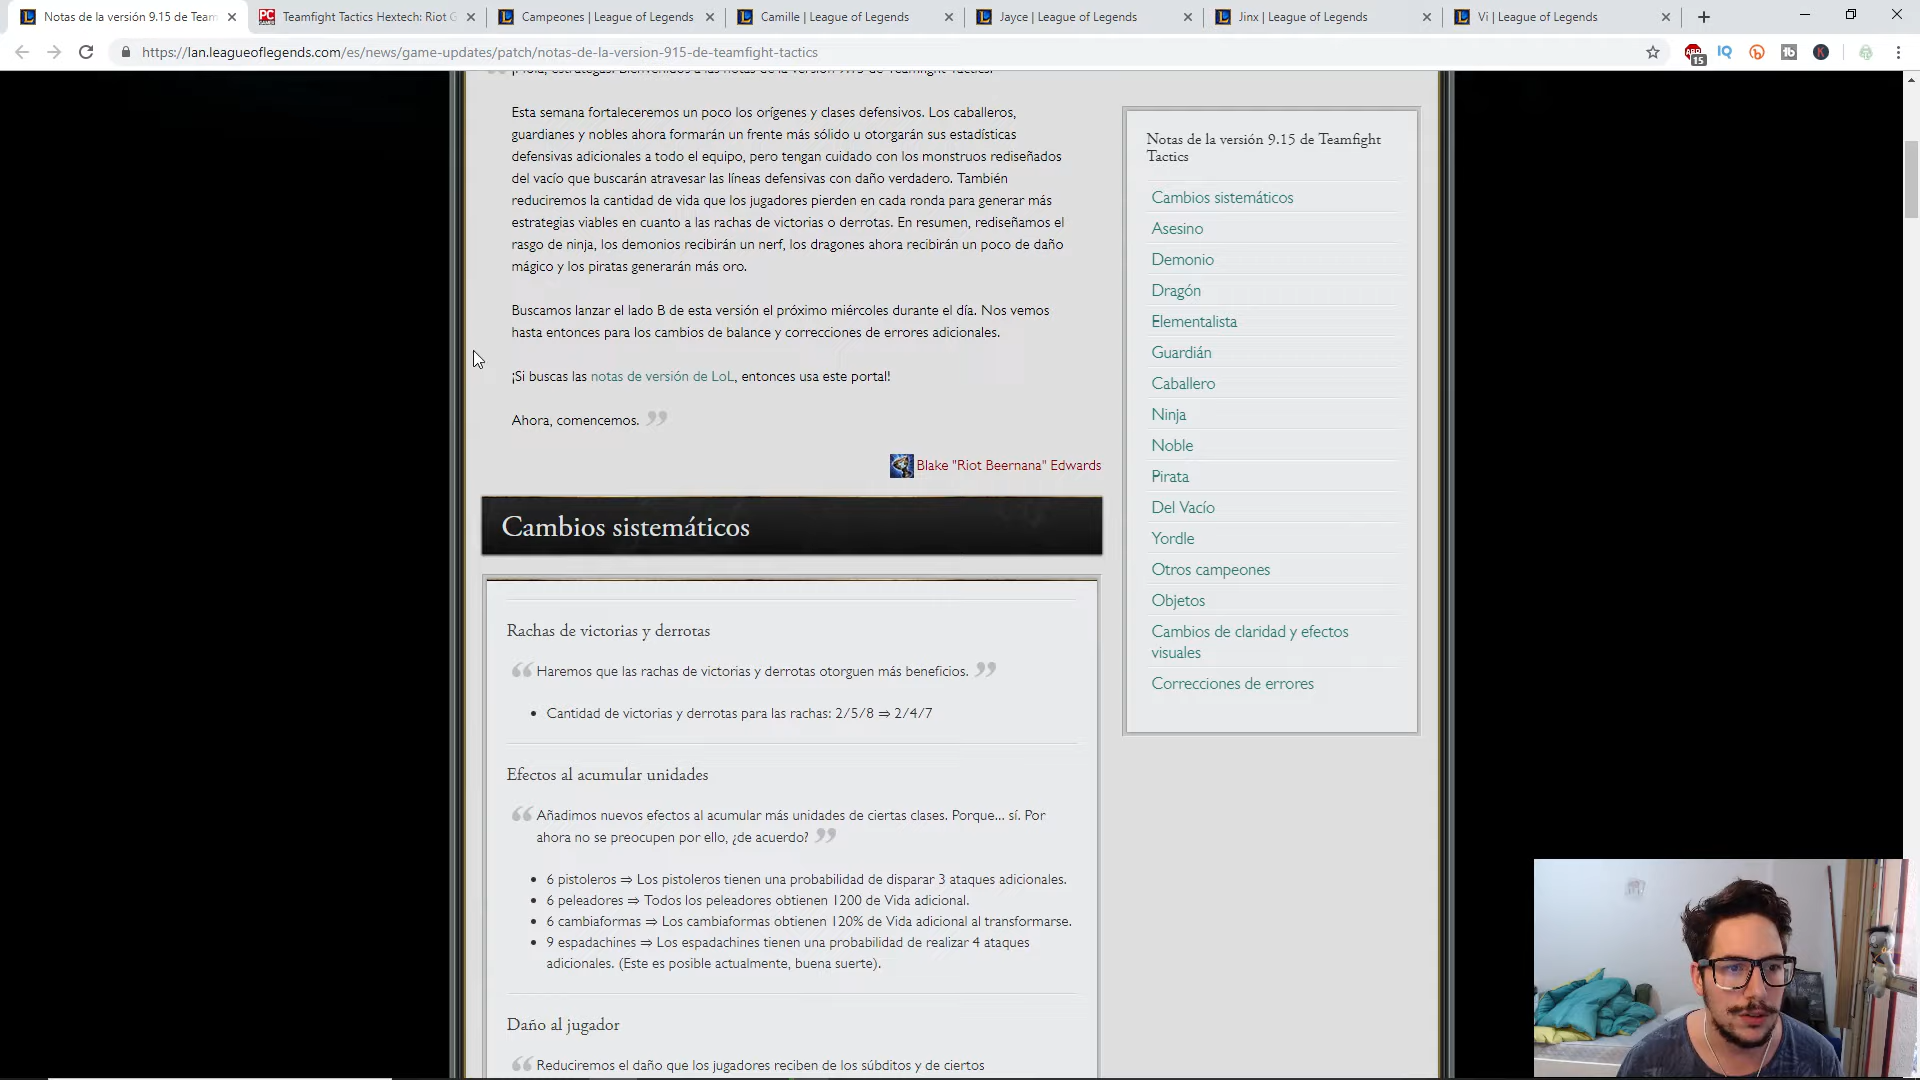 Notas de la versión 9.15 de Team
Teamfight Tactics Hextech: Riot G
Campeones | League of Legends
Camille | League of Legends
Jayce | League of Legends
Jinx | League of Legends
Vi | League of Legends
https://lan.leagueoflegends.com/es/news/game-updates/patch/notas-de-la-version-915-de-teamfight-tactics
15
¡Hola, estrategas! Bienvenidos a las notas de la versión 9.15 de Teamfight Tactics.
Esta semana fortaleceremos un poco los orígenes y clases defensivos. Los caballeros,
guardianes y nobles ahora formarán un frente más sólido u otorgarán sus estadísticas
defensivas adicionales a todo el equipo, pero tengan cuidado con los monstruos rediseñados
del vacío que buscarán atravesar las líneas defensivas con daño verdadero. También
reduciremos la cantidad de vida que los jugadores pierden en cada ronda para generar más
estrategias viables en cuanto a las rachas de victorias o derrotas. En resumen, rediseñamos el
rasgo de ninja, los demonios recibirán un nerf, los dragones ahora recibirán un poco de daño
mágico y los piratas generarán más oro.
Buscamos lanzar el lado B de esta versión el próximo miércoles durante el día. Nos vemos
hasta entonces para los cambios de balance y correcciones de errores adicionales.
¡Si buscas las notas de versión de LoL, entonces usa este portal!
Ahora, comencemos. ”
Blake "Riot Beernana" Edwards
Cambios sistemáticos
Rachas de victorias y derrotas
“ Haremos que las rachas de victorias y derrotas otorguen más beneficios. ”
• Cantidad de victorias y derrotas para las rachas: 2/5/8 ⇒ 2/4/7
Efectos al acumular unidades
“ Añadimos nuevos efectos al acumular más unidades de ciertas clases. Porque... sí. Por
ahora no se preocupen por ello, ¿de acuerdo? ”
• 6 pistoleros ⇒ Los pistoleros tienen una probabilidad de disparar 3 ataques adicionales.
• 6 peleadores ⇒ Todos los peleadores obtienen 1200 de Vida adicional.
• 6 cambiaformas ⇒ Los cambiaformas obtienen 120% de Vida adicional al transformarse.
• 9 espadachines ⇒ Los espadachines tienen una probabilidad de realizar 4 ataques
adicionales. (Este es posible actualmente, buena suerte).
Daño al jugador
“ Reduciremos el daño que los jugadores reciben de los súbditos y de ciertos
Notas de la versión 9.15 de Teamfight
Tactics
Cambios sistemáticos
Asesino
Demonio
Dragón
Elementalista
Guardián
Caballero
Ninja
Noble
Pirata
Del Vacío
Yordle
Otros campeones
Objetos
Cambios de claridad y efectos
visuales
Correcciones de errores